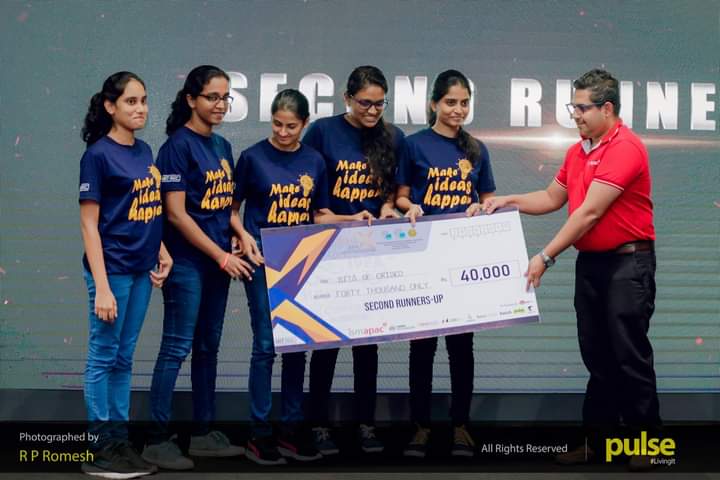 SECOND RUNNE
Make
ideas
happen
Make
ideas
happen
Make
ideas
happen
Make
ideas
happen
Make
ideas
happen
FORTY THOUSAND ONLY
40,000
SECOND RUNNERS-UP
ismapac
Photographed by
R P Romesh
All Rights Reserved
pulse
#LivingIt